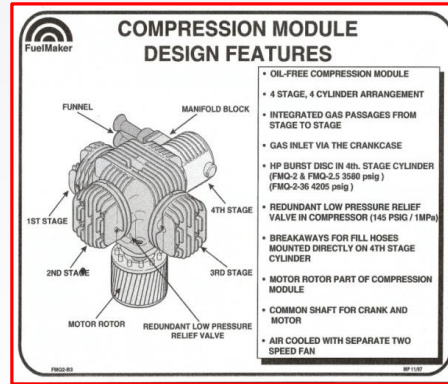 FuelMaker
COMPRESSION MODULE
DESIGN FEATURES
FUNNEL
MANIFOLD BLOCK
1ST STAGE
4TH STAGE
2ND STAGE
3RD STAGE
MOTOR ROTOR
REDUNDANT LOW PRESSURE
RELIEF VALVE
• OIL-FREE COMPRESSION MODULE
• 4 STAGE, 4 CYLINDER ARRANGEMENT
• INTEGRATED GAS PASSAGES FROM
STAGE TO STAGE
• GAS INLET VIA THE CRANKCASE
• HP BURST DISC IN 4th. STAGE CYLINDER
(FMQ-2 & FMQ-2.5 3580 psig )
(FMQ-2-36 4205 psig )
• REDUNDANT LOW PRESSURE RELIEF
VALVE IN COMPRESSOR (145 PSIG / 1MPa)
• BREAKAWAYS FOR FILL HOSES
MOUNTED DIRECTLY ON 4TH STAGE
CYLINDER
• MOTOR ROTOR PART OF COMPRESSION
MODULE
• COMMON SHAFT FOR CRANK AND
MOTOR
• AIR COOLED WITH SEPARATE TWO
SPEED FAN
FMQ2-B3
MP 11/97